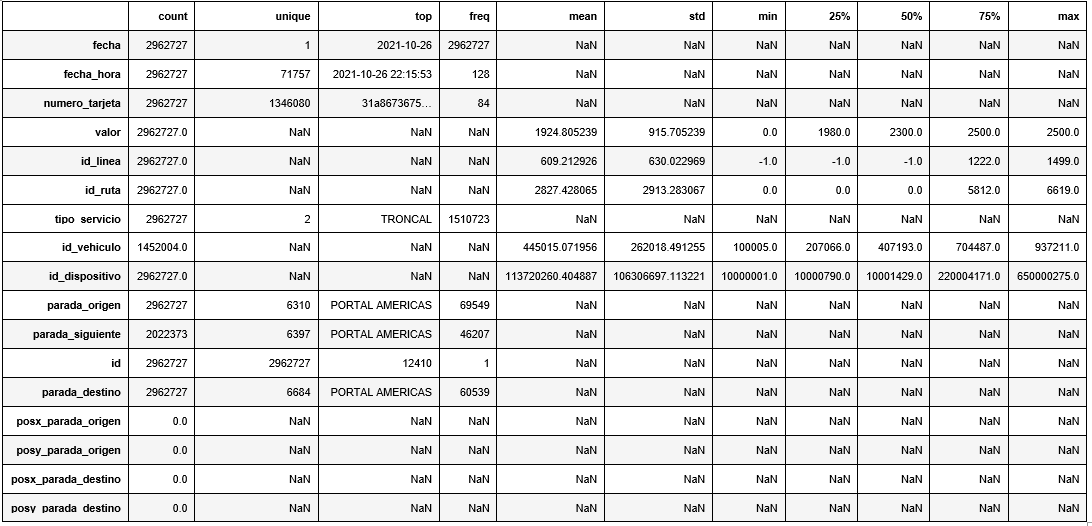 count unique top freq mean std min 25% 50% 75% max
fecha 2962727 1 2021-10-26 2962727 NaN NaN NaN NaN NaN NaN NaN
fecha_hora 2962727 71757 2021-10-26 22:15:53 128 NaN NaN NaN NaN NaN NaN NaN
numero_tarjeta 2962727 1346080 31a8673675... 84 NaN NaN NaN NaN NaN NaN NaN
valor 2962727.0 NaN NaN NaN 1924.805239 915.705239 0.0 1980.0 2300.0 2500.0 2500.0
id_linea 2962727.0 NaN NaN NaN 609.212926 630.022969 -1.0 -1.0 -1.0 1222.0 1499.0
id_ruta 2962727.0 NaN NaN NaN 2827.428065 2913.283067 0.0 0.0 0.0 5812.0 6619.0
tipo_servicio 2962727 2 TRONCAL 1510723 NaN NaN NaN NaN NaN NaN NaN
id_vehiculo 1452004.0 NaN NaN NaN 445015.071956 262018.491255 100005.0 207066.0 407193.0 704487.0 937211.0
id_dispositivo 2962727.0 NaN NaN NaN 113720260.404887 106306697.113221 10000001.0 10000790.0 10001429.0 220004171.0 650000275.0
parada_origen 2962727 6310 PORTAL AMERICAS 69549 NaN NaN NaN NaN NaN NaN NaN
parada_siguiente 2022373 6397 PORTAL AMERICAS 46207 NaN NaN NaN NaN NaN NaN NaN
id 2962727 2962727 12410 1 NaN NaN NaN NaN NaN NaN NaN
parada_destino 2962727 6684 PORTAL AMERICAS 60539 NaN NaN NaN NaN NaN NaN NaN
posx_parada_origen 0.0 NaN NaN NaN NaN NaN NaN NaN NaN NaN NaN
posy_parada_origen 0.0 NaN NaN NaN NaN NaN NaN NaN NaN NaN NaN
posx_parada_destino 0.0 NaN NaN NaN NaN NaN NaN NaN NaN NaN NaN
posy_parada_destino 0.0 NaN NaN NaN NaN NaN NaN NaN NaN NaN NaN